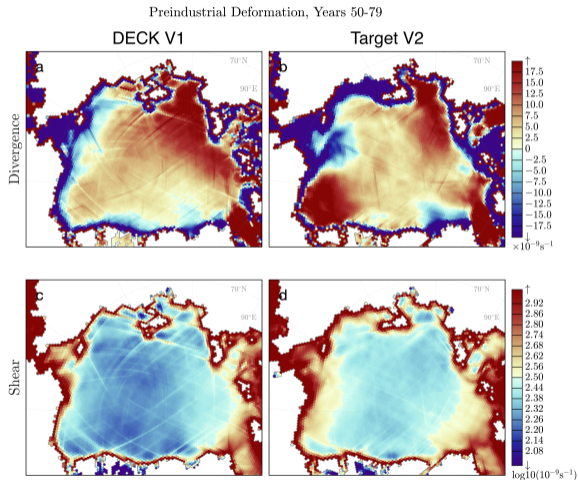 Preindustrial Deformation, Years 50-79
DECK V1
Target V2
a
70°N
90°E
b
70°N
90°E
Divergence
↑
17.5
15.0
12.5
10.0
7.5
5.0
2.5
0
−2.5
−5.0
−7.5
−10.0
−12.5
−15.0
−17.5
↓
×10⁻⁹s⁻¹
c
70°N
90°E
d
70°N
90°E
Shear
↑
2.92
2.86
2.80
2.74
2.68
2.62
2.56
2.50
2.44
2.38
2.32
2.26
2.20
2.14
2.08
↓
log10(10⁻⁹s⁻¹)